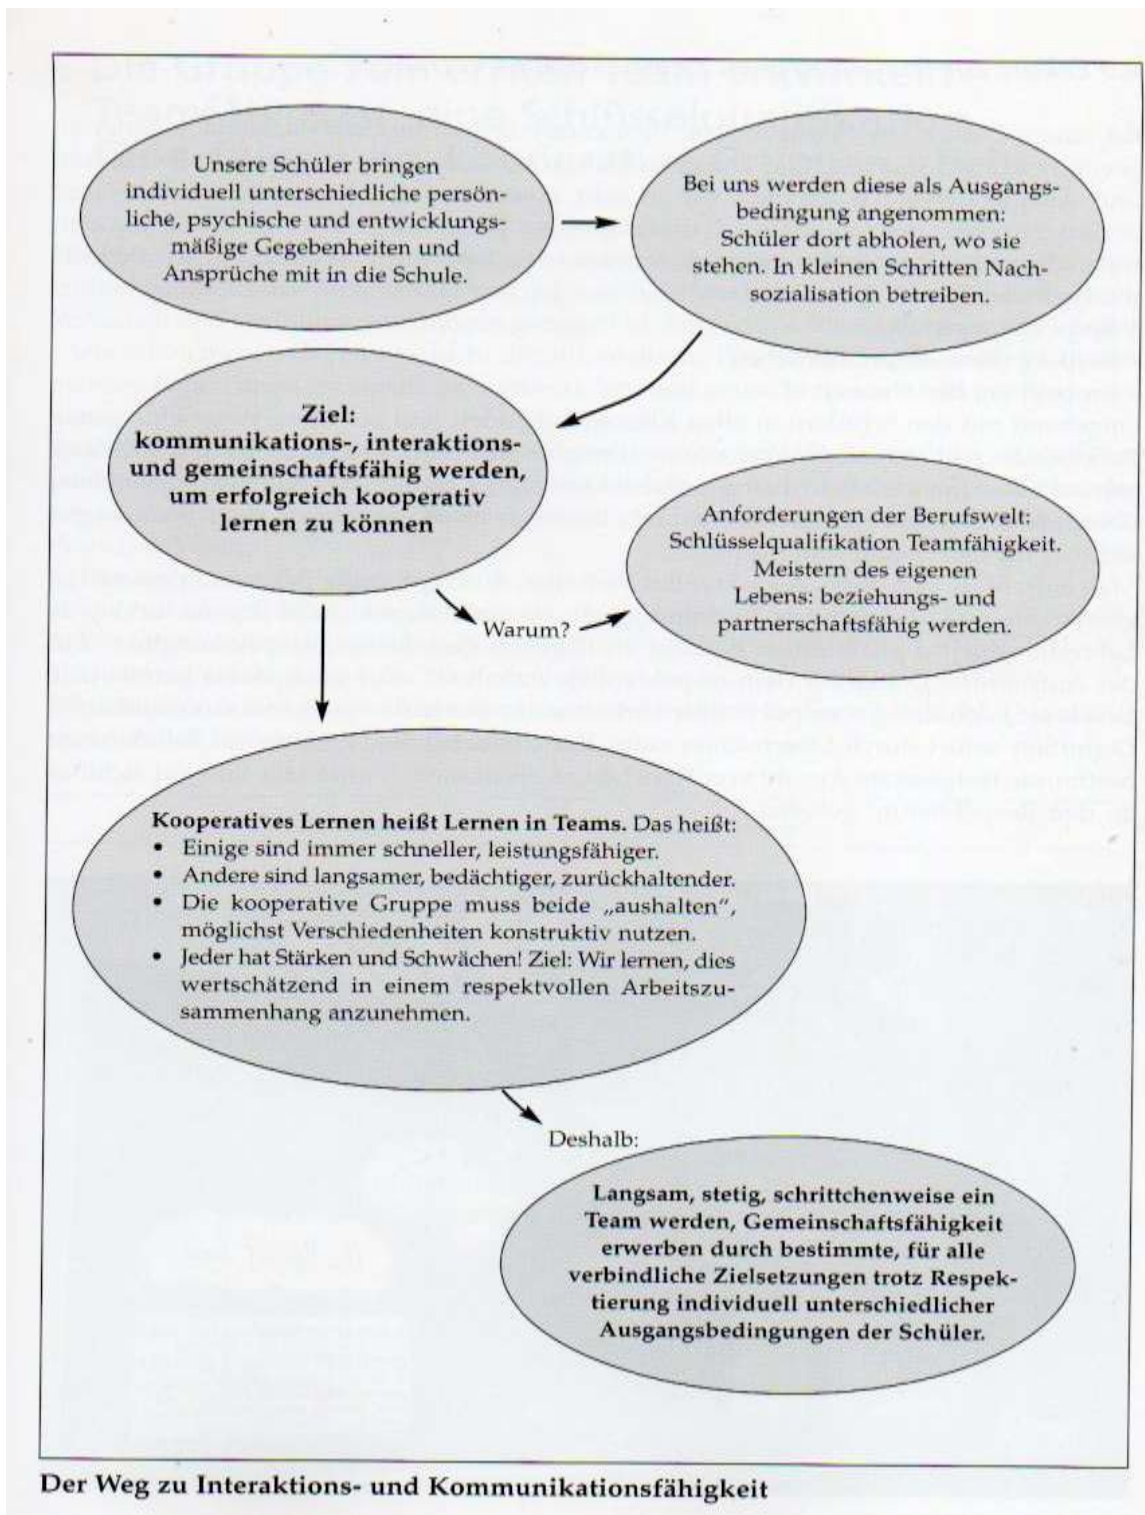 Unsere Schüler bringen
individuell unterschiedliche persön-
liche, psychische und entwicklungs-
mäßige Gegebenheiten und
Ansprüche mit in die Schule.
Bei uns werden diese als Ausgangs-
bedingung angenommen:
Schüler dort abholen, wo sie
stehen. In kleinen Schritten Nach-
sozialisation betreiben.
Ziel:
kommunikations-, interaktions-
und gemeinschaftsfähig werden,
um erfolgreich kooperativ
lernen zu können
Warum?
Anforderungen der Berufswelt:
Schlüsselqualifikation Teamfähigkeit.
Meistern des eigenen
Lebens: beziehungs- und
partnerschaftsfähig werden.
Kooperatives Lernen heißt Lernen in Teams. Das heißt:
• Einige sind immer schneller, leistungsfähiger.
• Andere sind langsamer, bedächtiger, zurückhaltender.
• Die kooperative Gruppe muss beide „aushalten“,
möglichst Verschiedenheiten konstruktiv nutzen.
• Jeder hat Stärken und Schwächen! Ziel: Wir lernen, dies
wertschätzend in einem respektvollen Arbeitszu-
sammenhang anzunehmen.
Deshalb:
Langsam, stetig, schrittchenweise ein
Team werden, Gemeinschaftsfähigkeit
erwerben durch bestimmte, für alle
verbindliche Zielsetzungen trotz Respek-
tierung individuell unterschiedlicher
Ausgangsbedingungen der Schüler.
Der Weg zu Interaktions- und Kommunikationsfähigkeit